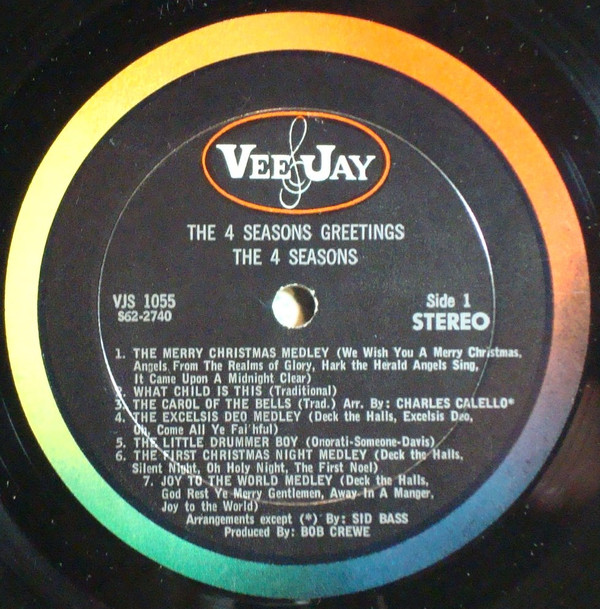 VEE JAY
THE 4 SEASONS GREETINGS
THE 4 SEASONS
VJS 1055
S62-2740
Side 1
STEREO
1. THE MERRY CHRISTMAS MEDLEY (We Wish You A Merry Christmas,
Angels From The Realms of Glory, Hark the Herald Angels Sing,
It Came Upon A Midnight Clear)
2. WHAT CHILD IS THIS (Traditional)
3. THE CAROL OF THE BELLS (Trad.) Arr. By: CHARLES CALELLO*
4. THE EXCELSIS DEO MEDLEY (Deck the Halls, Excelsis Deo,
Oh, Come All Ye Faithful)
5. THE LITTLE DRUMMER BOY (Onorati-Someone-Davis)
6. THE FIRST CHRISTMAS NIGHT MEDLEY (Deck the Halls,
Silent Night, Oh Holy Night, The First Noel)
7. JOY TO THE WORLD MEDLEY (Deck the Halls,
God Rest Ye Merry Gentlemen, Away In A Manger,
Joy to the World)
Arrangements except (*) By: SID BASS
Produced By: BOB CREWE